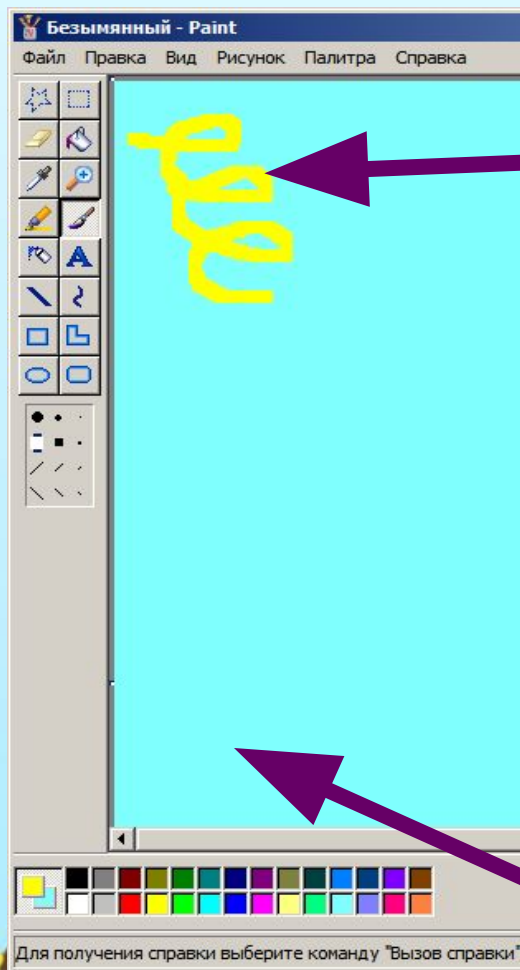 Безымянный - Paint
Файл Правка Вид Рисунок Палитра Справка
A
Для получения справки выберите команду "Вызов справки"